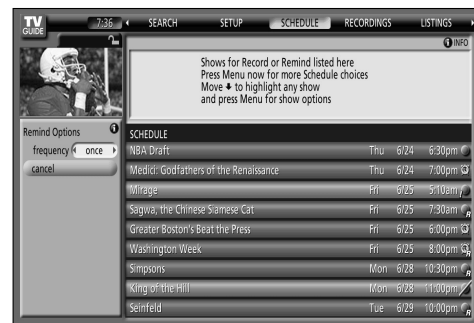 TV GUIDE
7:36
SEARCH SETUP SCHEDULE RECORDINGS LISTINGS
INFO
Shows for Record or Remind listed here
Press Menu now for more Schedule choices
Move to highlight any show
and press Menu for show options
Remind Options
frequency once
cancel
SCHEDULE
NBA Draft Thu 6/24 6:30pm
Medici: Godfathers of the Renaissance Thu 6/24 7:00pm
Mirage Fri 6/25 5:10am
Sagwa, the Chinese Siamese Cat Fri 6/25 7:30am R
Greater Boston's Beat the Press Fri 6/25 6:00pm
Washington Week Fri 6/25 8:00pm R
Simpsons Mon 6/28 10:30pm R
King of the Hill Mon 6/28 11:00pm
Seinfeld Tue 6/29 10:00pm R